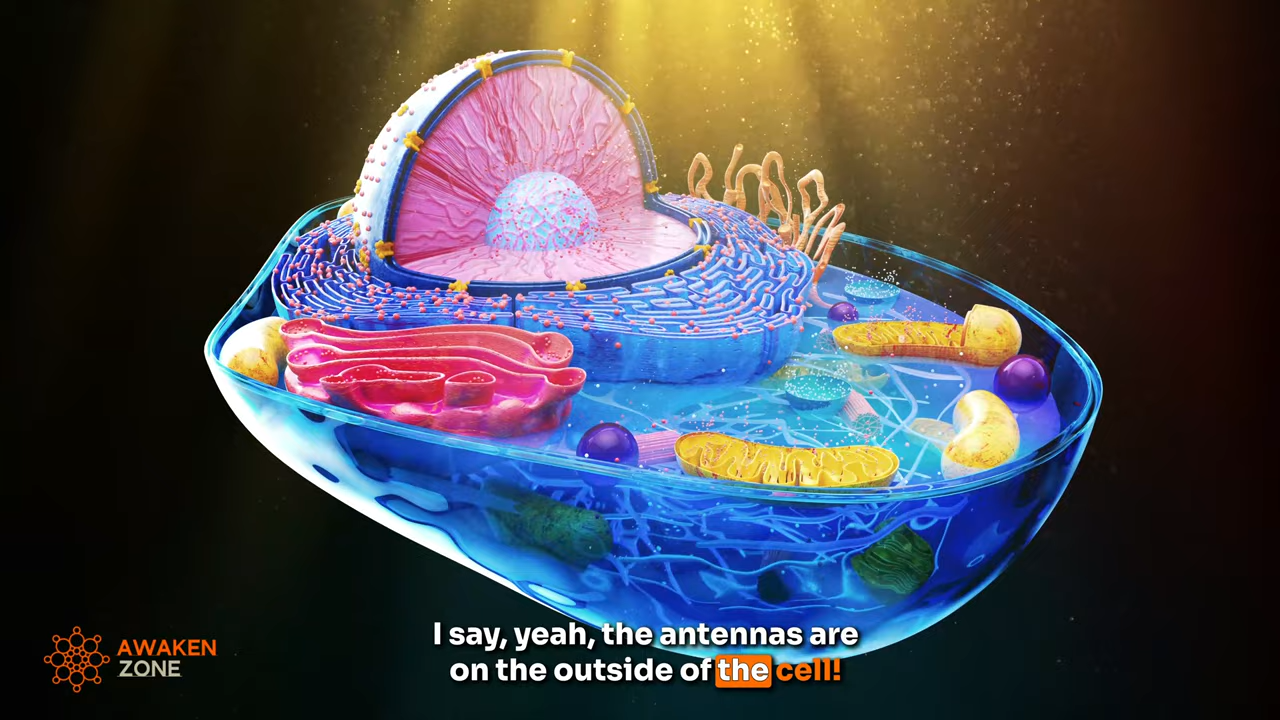 I say, yeah, the antennas are
on the outside of the cell!
AWAKEN
ZONE